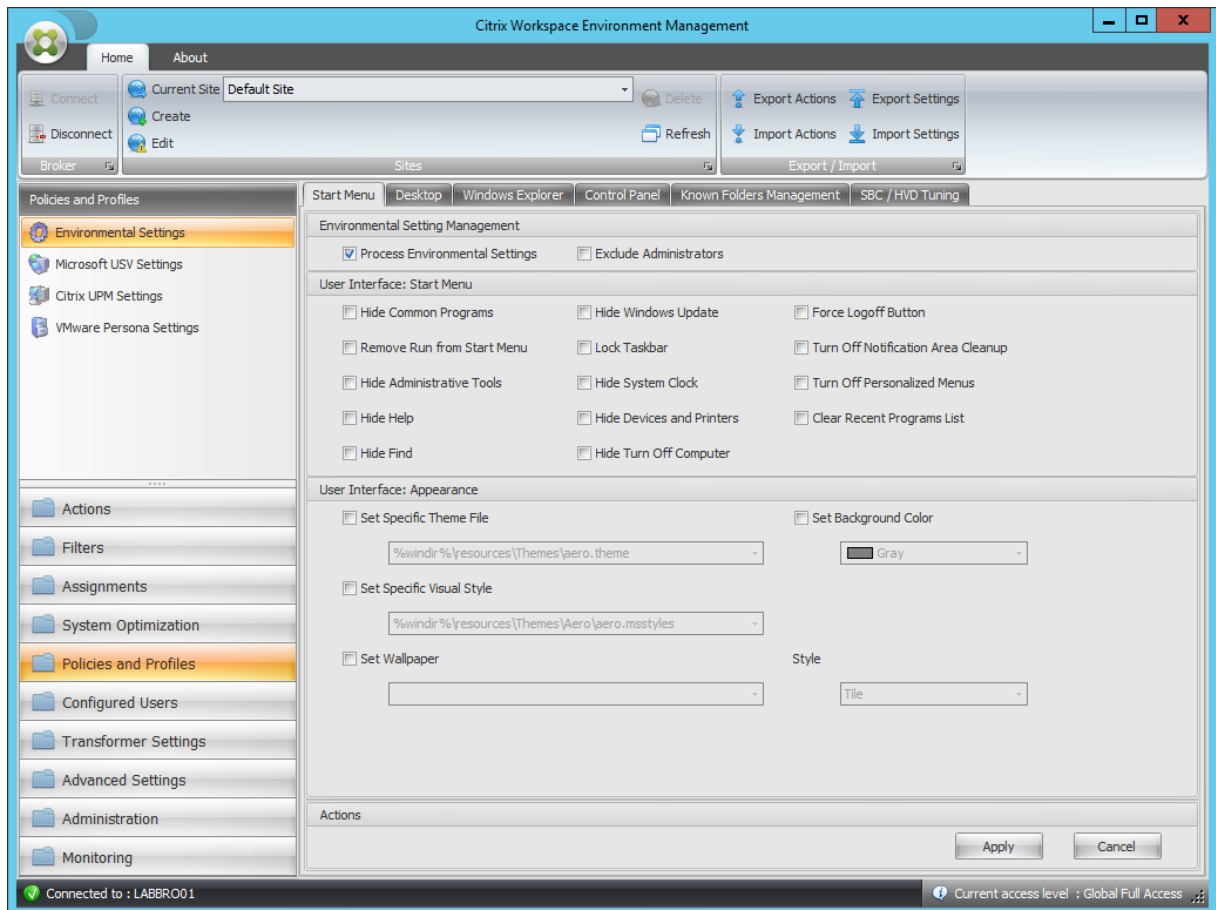 Citrix Workspace Environment Management
Home About
Connect
Disconnect
Broker
Current Site Default Site
Create
Edit
Delete
Refresh
Sites
Export Actions Export Settings
Import Actions Import Settings
Export / Import
Policies and Profiles
Environmental Settings
Microsoft USV Settings
Citrix UPM Settings
VMware Persona Settings
Actions
Filters
Assignments
System Optimization
Policies and Profiles
Configured Users
Transformer Settings
Advanced Settings
Administration
Monitoring
Start Menu Desktop Windows Explorer Control Panel Known Folders Management SBC / HVD Tuning
Environmental Setting Management
Process Environmental Settings Exclude Administrators
User Interface: Start Menu
Hide Common Programs Hide Windows Update Force Logoff Button
Remove Run from Start Menu Lock Taskbar Turn Off Notification Area Cleanup
Hide Administrative Tools Hide System Clock Turn Off Personalized Menus
Hide Help Hide Devices and Printers Clear Recent Programs List
Hide Find Hide Turn Off Computer
User Interface: Appearance
Set Specific Theme File Set Background Color
%windir%\resources\Themes\aero.theme Gray
Set Specific Visual Style
%windir%\resources\Themes\Aero\aero.msstyles
Set Wallpaper Style
Tile
Actions
Apply Cancel
Connected to : LABBRO01 Current access level : Global Full Access